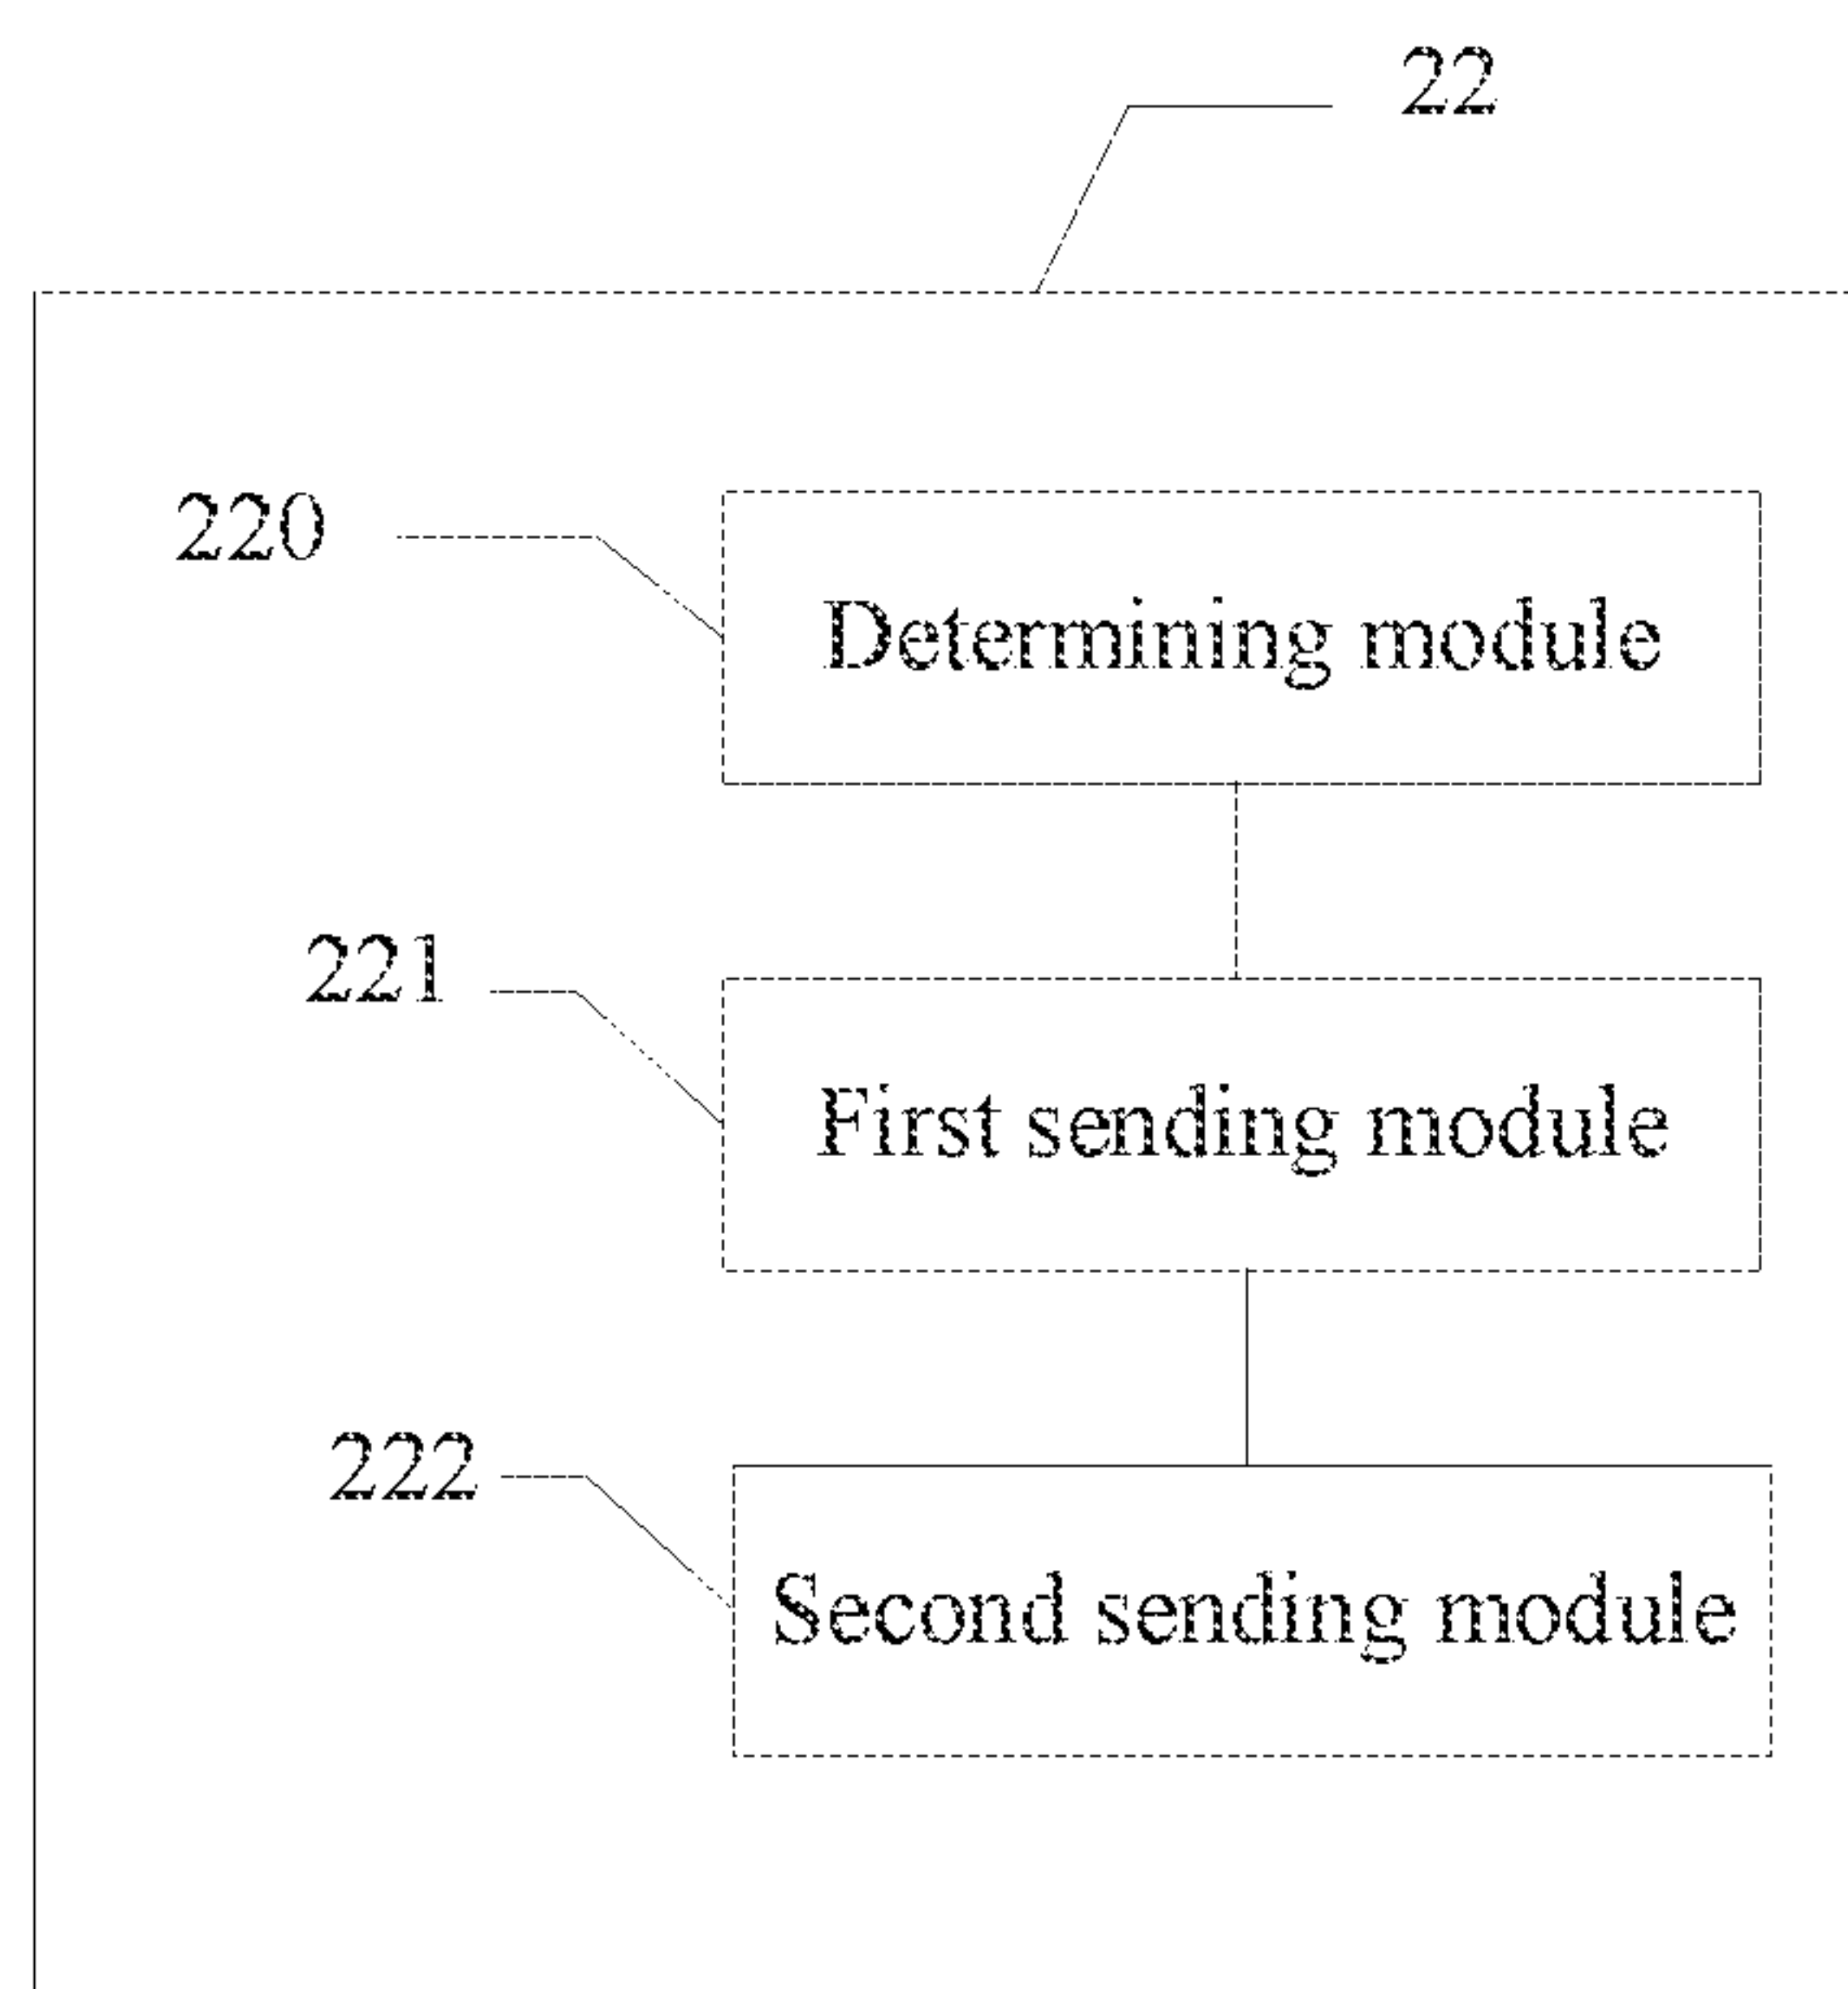 22
220
Determining module
221
First sending module
222
Second sending module